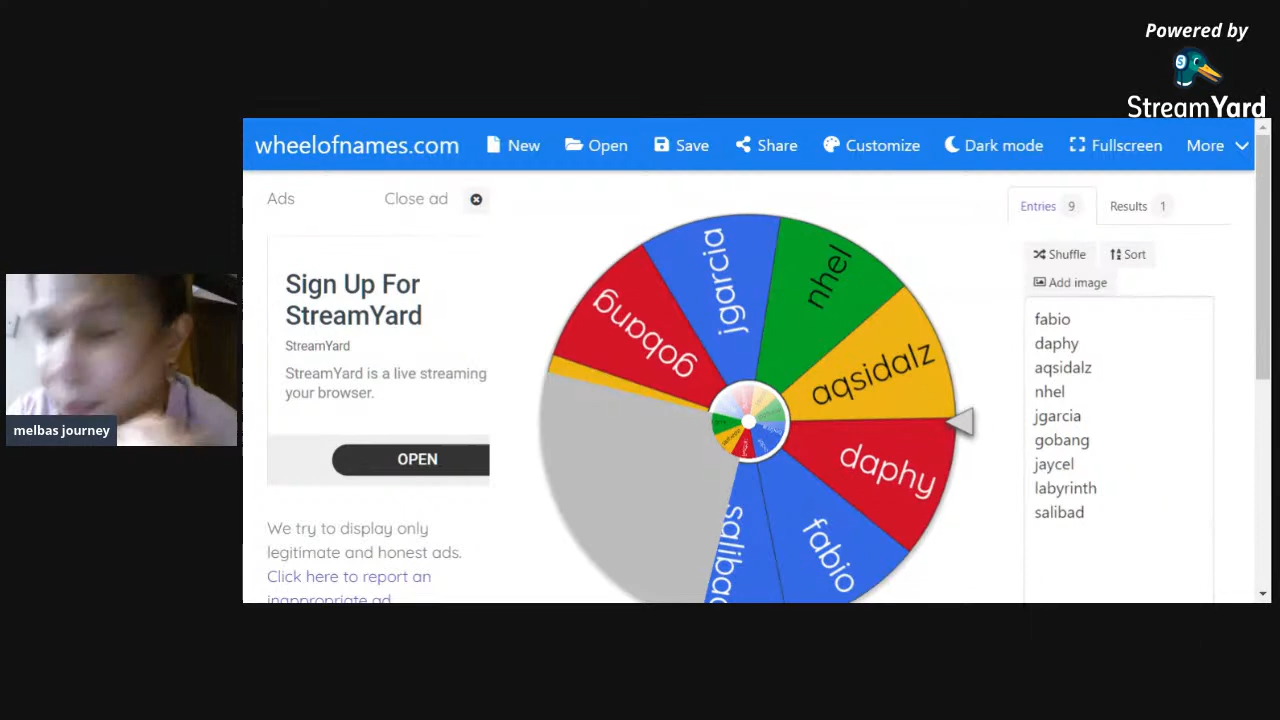 Powered by
StreamYard
wheelofnames.com New Open Save Share Customize Dark mode Fullscreen More
Ads Close ad
Sign Up For
StreamYard
StreamYard
StreamYard is a live streaming
your browser.
OPEN
We try to display only
legitimate and honest ads.
Click here to report an
inappropriate ad
gobang
jgarcia
nhel
aqsidalz
daphy
fabio
salibad
Entries 9 Results 1
Shuffle Sort
Add image
fabio
daphy
aqsidalz
nhel
jgarcia
gobang
jaycel
labyrinth
salibad
melbas journey